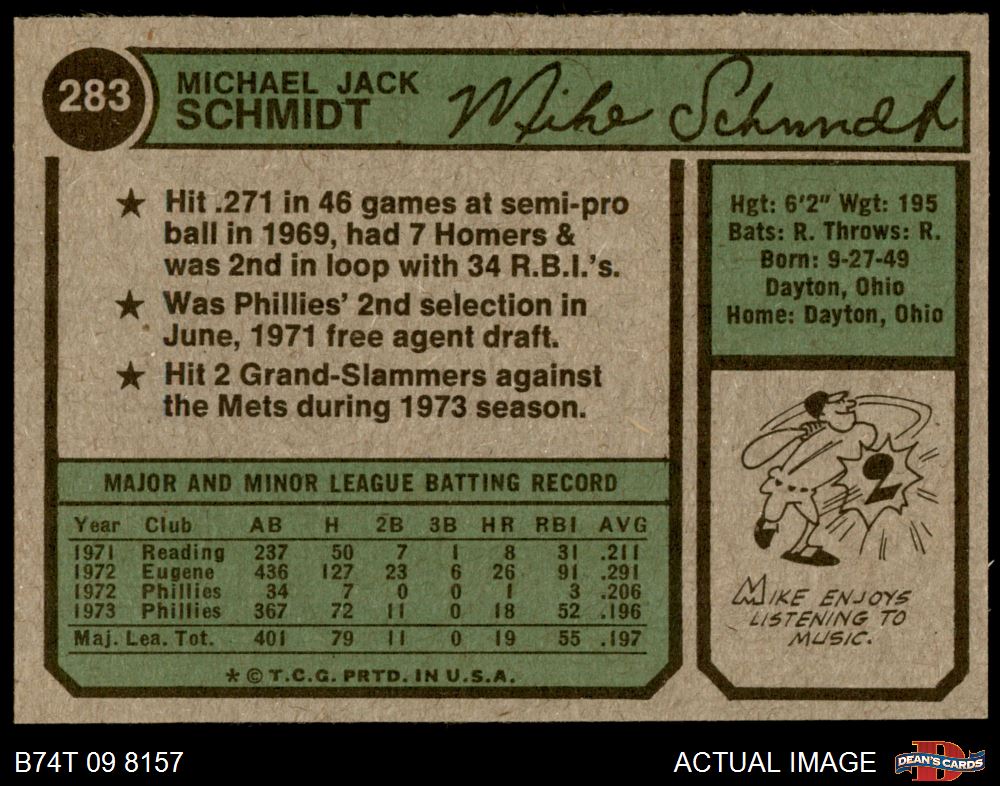 283
MICHAEL JACK
SCHMIDT
Mike Schmidt
★ Hit .271 in 46 games at semi-pro
ball in 1969, had 7 Homers &
was 2nd in loop with 34 R.B.I.'s.
★ Was Phillies' 2nd selection in
June, 1971 free agent draft.
★ Hit 2 Grand-Slammers against
the Mets during 1973 season.
MAJOR AND MINOR LEAGUE BATTING RECORD
Year Club AB H 2B 3B HR RBI AVG
1971 Reading 237 50 7 1 8 31 .211
1972 Eugene 436 127 23 6 26 91 .291
1972 Phillies 34 7 0 0 1 3 .206
1973 Phillies 367 72 11 0 18 52 .196
Maj. Lea. Tot. 401 79 11 0 19 55 .197
* © T.C.G. PRTD. IN U.S.A.
Hgt: 6'2" Wgt: 195
Bats: R. Throws: R.
Born: 9-27-49
Dayton, Ohio
Home: Dayton, Ohio
2
MIKE ENJOYS
LISTENING TO
MUSIC.
B74T 09 8157
ACTUAL IMAGE
D
DEAN'S CARDS